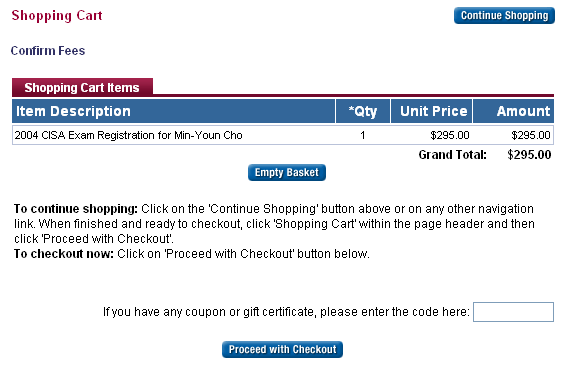 Shopping Cart
Continue Shopping
Confirm Fees
Shopping Cart Items
Item Description *Qty Unit Price Amount
2004 CISA Exam Registration for Min-Youn Cho 1 $295.00 $295.00
Grand Total: $295.00
Empty Basket
To continue shopping: Click on the 'Continue Shopping' button above or on any other navigation
link. When finished and ready to checkout, click 'Shopping Cart' within the page header and then
click 'Proceed with Checkout'.
To checkout now: Click on 'Proceed with Checkout' button below.
If you have any coupon or gift certificate, please enter the code here:
Proceed with Checkout